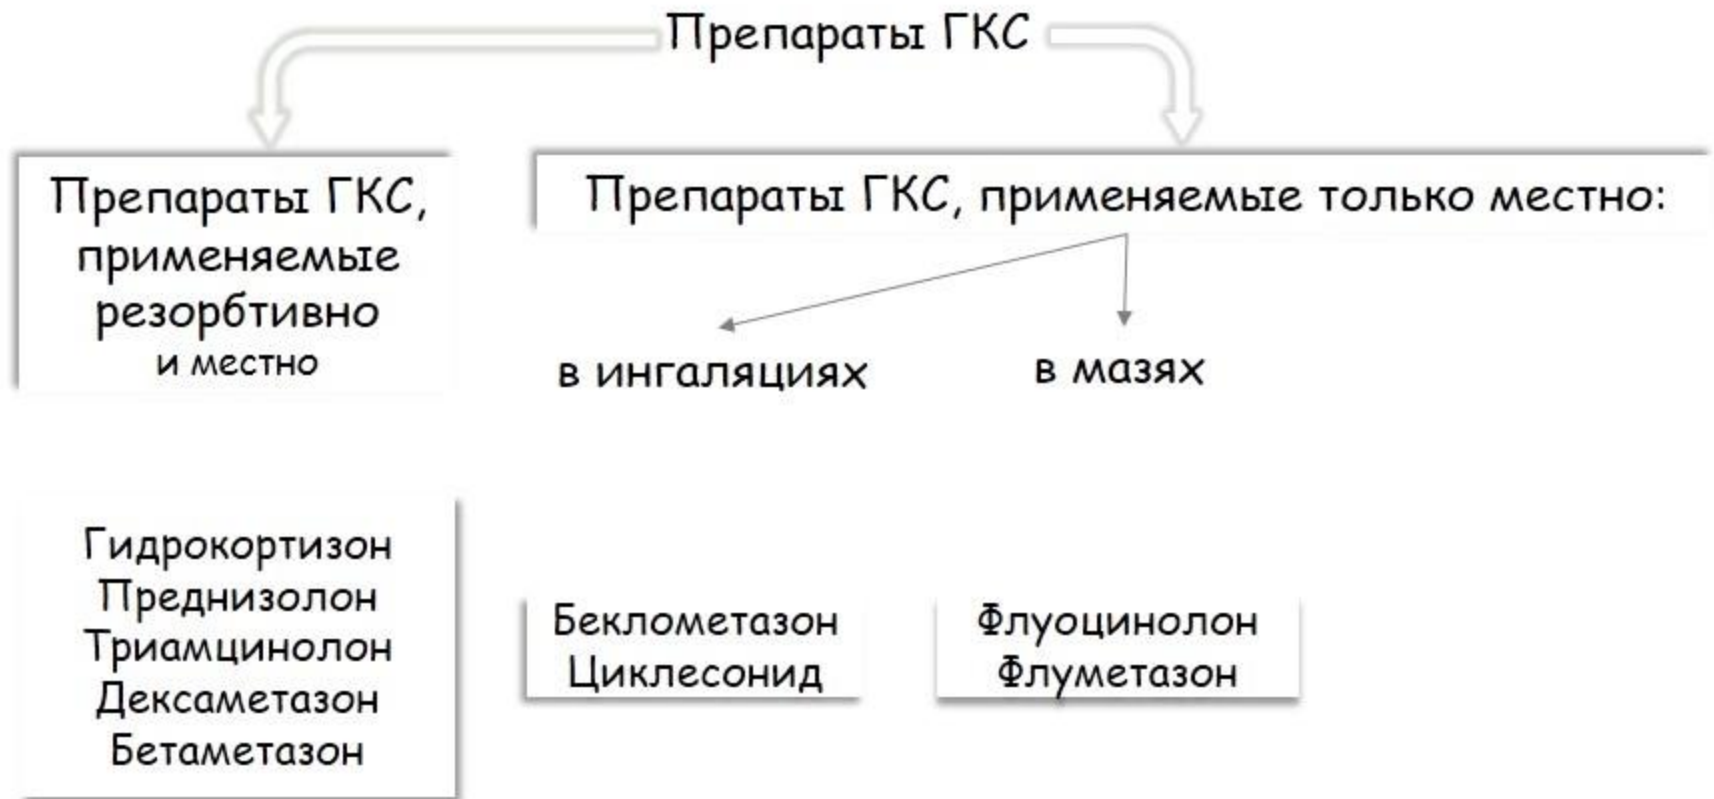 Препараты ГКС
Препараты ГКС,
применяемые
резорбтивно
и местно
Препараты ГКС, применяемые только местно:
в ингаляциях
в мазях
Гидрокортизон
Преднизолон
Триамцинолон
Дексаметазон
Бетаметазон
Беклометазон
Циклесонид
Флуоцинолон
Флуметазон